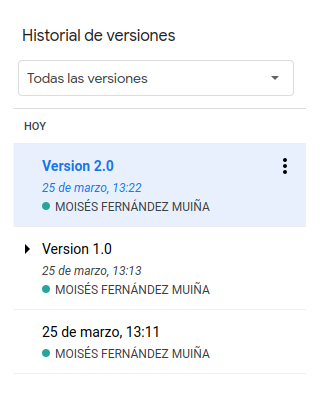 Historial de versiones
Todas las versiones
HOY
Version 2.0
25 de marzo, 13:22
MOISÉS FERNÁNDEZ MUIÑA
Version 1.0
25 de marzo, 13:13
MOISÉS FERNÁNDEZ MUIÑA
25 de marzo, 13:11
MOISÉS FERNÁNDEZ MUIÑA